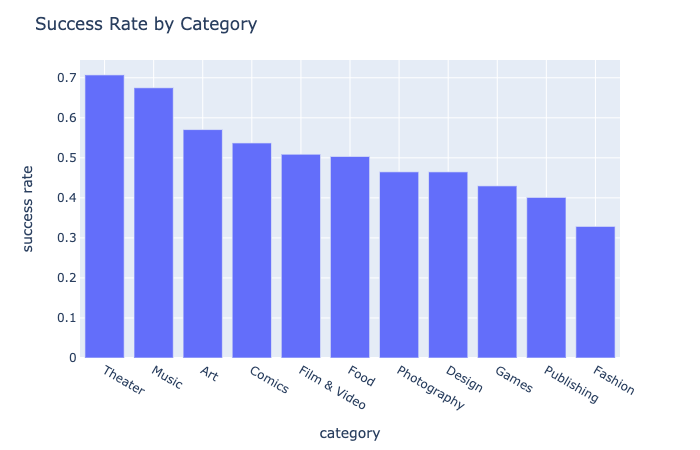 Success Rate by Category
0.7
0.6
0.5
0.4
0.3
0.2
0.1
0
success rate
Theater
Music
Art
Comics
Film & Video
Food
Photography
Design
Games
Publishing
Fashion
category